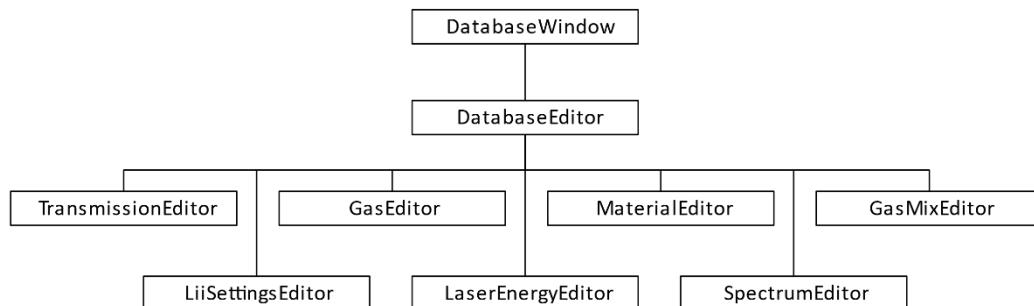 DatabaseWindow
DatabaseEditor
TransmissionEditor
GasEditor
MaterialEditor
GasMixEditor
LiiSettingsEditor
LaserEnergyEditor
SpectrumEditor